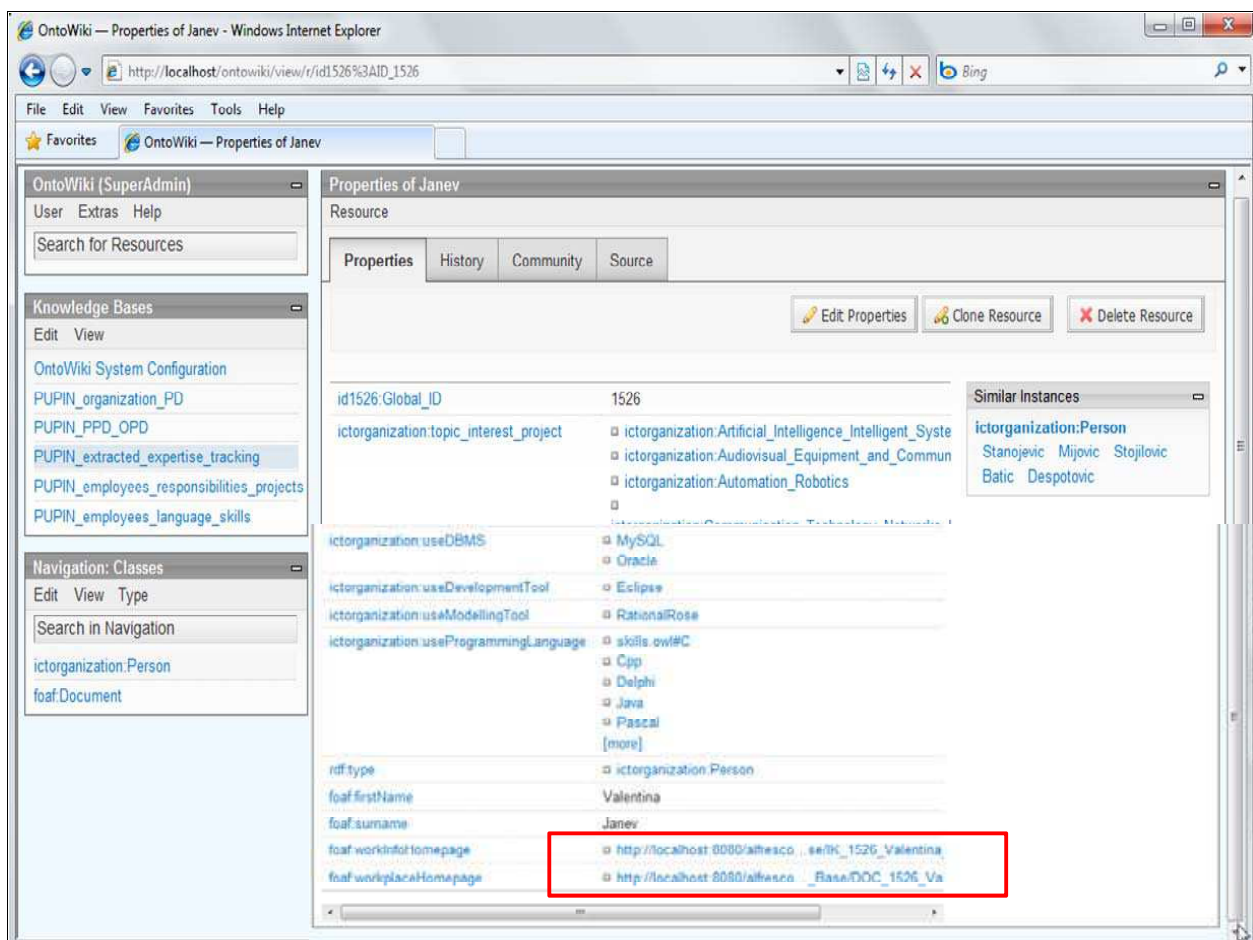 OntoWiki — Properties of Janev - Windows Internet Explorer
http://localhost/ontowiki/view/r/id1526%3AID_1526
Bing
File Edit View Favorites Tools Help
Favorites
OntoWiki — Properties of Janev
OntoWiki (SuperAdmin)
User Extras Help
Search for Resources
Knowledge Bases
Edit View
OntoWiki System Configuration
PUPIN_organization_PD
PUPIN_PPD_OPD
PUPIN_extracted_expertise_tracking
PUPIN_employees_responsibilities_projects
PUPIN_employees_language_skills
Navigation: Classes
Edit View Type
Search in Navigation
ictorganization:Person
foaf:Document
Properties of Janev
Resource
Properties History Community Source
Edit Properties Clone Resource Delete Resource
id1526:Global_ID 1526
ictorganization:topic_interest_project ictorganization:Artificial_Intelligence_Intelligent_Syste
ictorganization:Audiovisual_Equipment_and_Commun
ictorganization:Automation_Robotics
ictorganization:useDBMS MySQL
Oracle
ictorganization:useDevelopmentTool Eclipse
ictorganization:useModellingTool RationalRose
ictorganization:useProgrammingLanguage skills.owl#C
Cpp
Delphi
Java
Pascal
[more]
rdf:type ictorganization:Person
foaf:firstName Valentina
foaf:surname Janev
foaf:workInfoHomepage http://localhost:8080/alfresco ... se/IK_1526_Valentina_
foaf:workplaceHomepage http://localhost:8080/alfresco ... _Base/DOC_1526_Va
Similar Instances
ictorganization:Person
Stanojevic Mijovic Stojilovic
Batic Despotovic